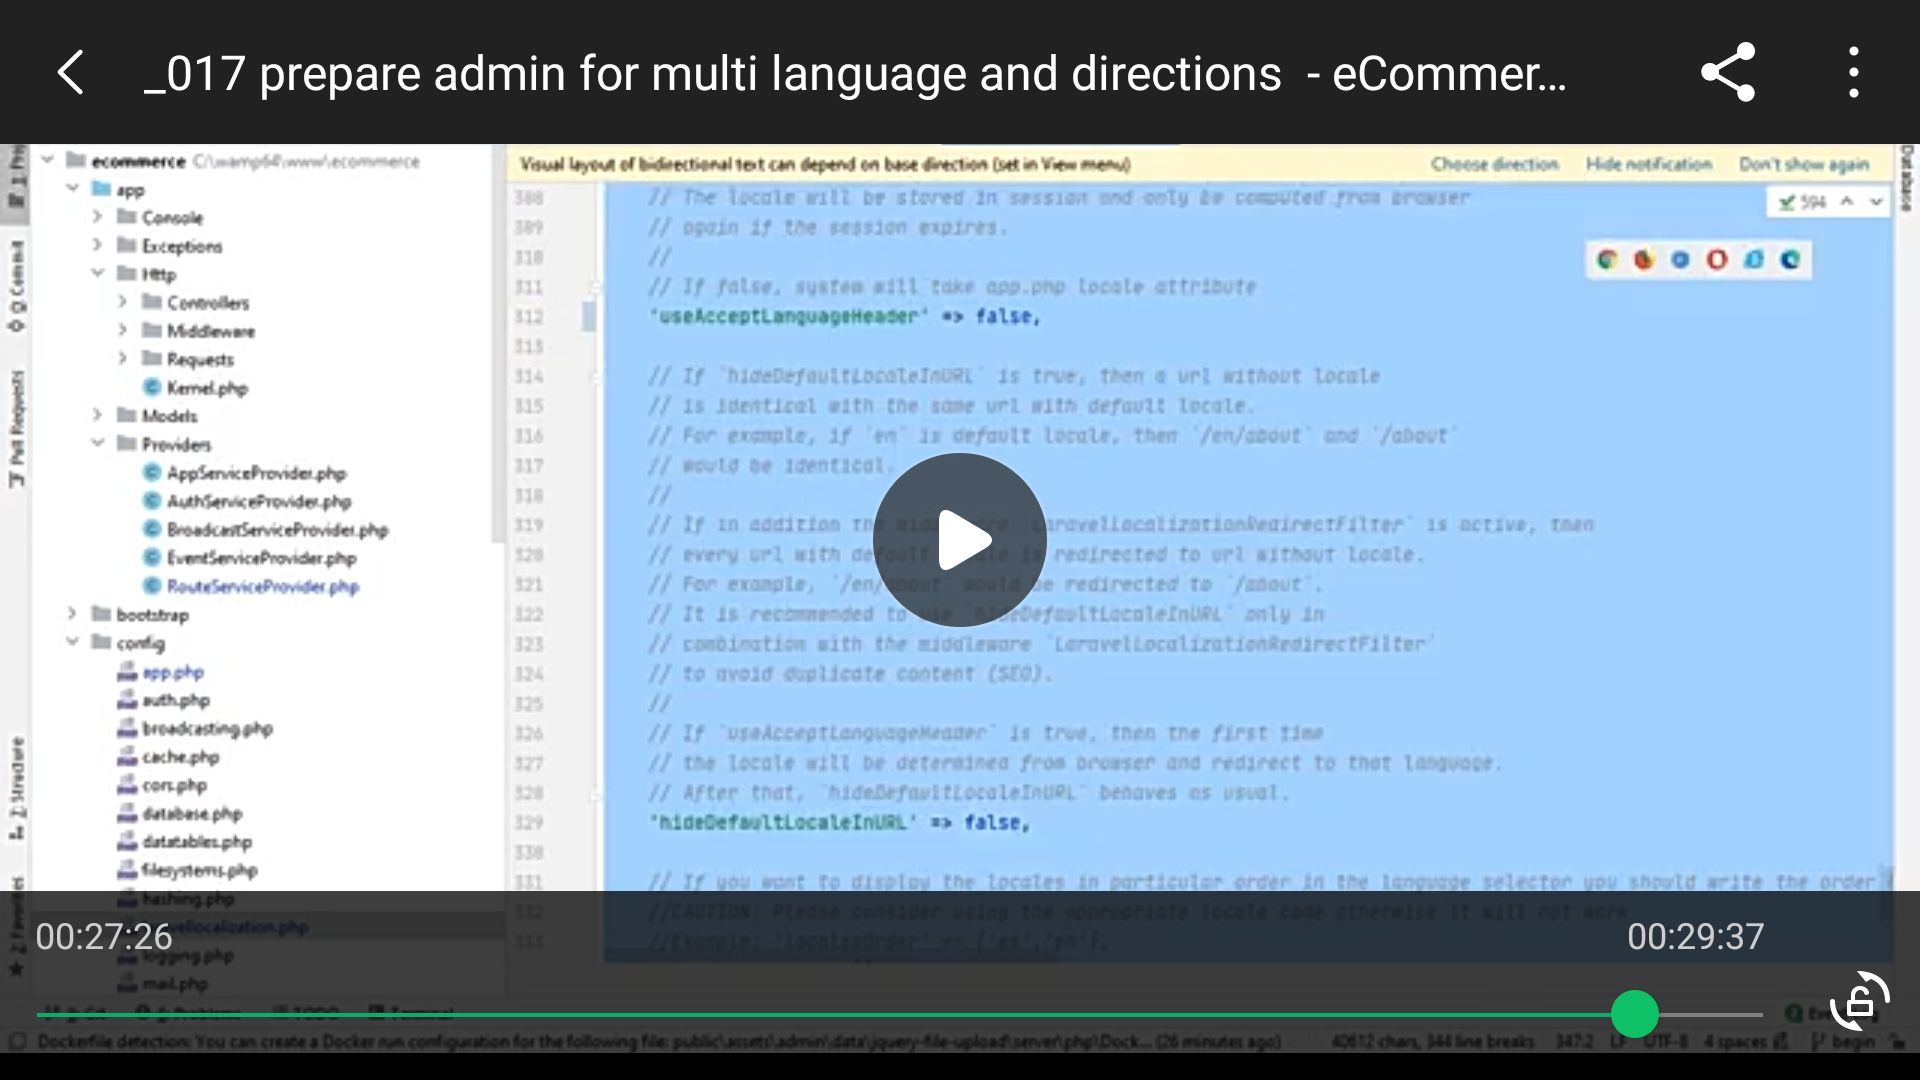 _017 prepare admin for multi language and directions - eCommer...
ecommerce C:\wamp64\www\ecommerce
app
Console
Exceptions
Http
Controllers
Middleware
Requests
Kernel.php
Models
Providers
AppServiceProvider.php
AuthServiceProvider.php
BroadcastServiceProvider.php
EventServiceProvider.php
RouteServiceProvider.php
bootstrap
config
app.php
auth.php
broadcasting.php
cache.php
cors.php
database.php
datatables.php
filesystems.php
hashing.php
logging.php
mail.php
Commit
Pull Requests
Structure
Favorites
Database
Visual layout of bidirectional text can depend on base direction (set in View menu) Choose direction Hide notification Don't show again
594
// The locale will be stored in session and only be computed from browser
309 // again if the session expires.
310 //
311 // If false, system will take app.php locale attribute
312 'useAcceptLanguageHeader' => false,
313
314 // If `hideDefaultLocaleInURL` is true, then a url without locale
315 // is identical with the same url with default locale.
316 // For example, if `en` is default locale, then `/en/about` and `/about`
317 // would be identical.
318 //
319 // If in addition the `LaravelLocalizationRedirectFilter` is active, then
320 // every url with is redirected to url without locale.
321 // For example, `/en/about` would be redirected to `/about`.
322 // It is recommended to use `hideDefaultLocaleInURL` only in
323 // combination with the middleware `LaravelLocalizationRedirectFilter`
324 // to avoid duplicate content (SEO).
325 //
326 // If `useAcceptLanguageHeader` is true, then the first time
327 // the locale will be determined from browser and redirect to that language.
328 // After that, `hideDefaultLocaleInURL` behaves as usual.
329 'hideDefaultLocaleInURL' => false,
330
331 // If you want to display the locales in particular order in the language selector you should write the order
332 //CAUTION: Please consider using the appropriate locale code otherwise it will not work
333 //Example: 'localesOrder' => ['es','en'],
00:27:26
00:29:37
TODO Terminal
Dockerfile detection: You can create a Docker run configuration for the following file: public\assets\admin\data\jquery-file-upload\server\php\Dock... (26 minutes ago) 40612 chars, 344 line breaks 347:2 LF UTF-8 4 spaces begin